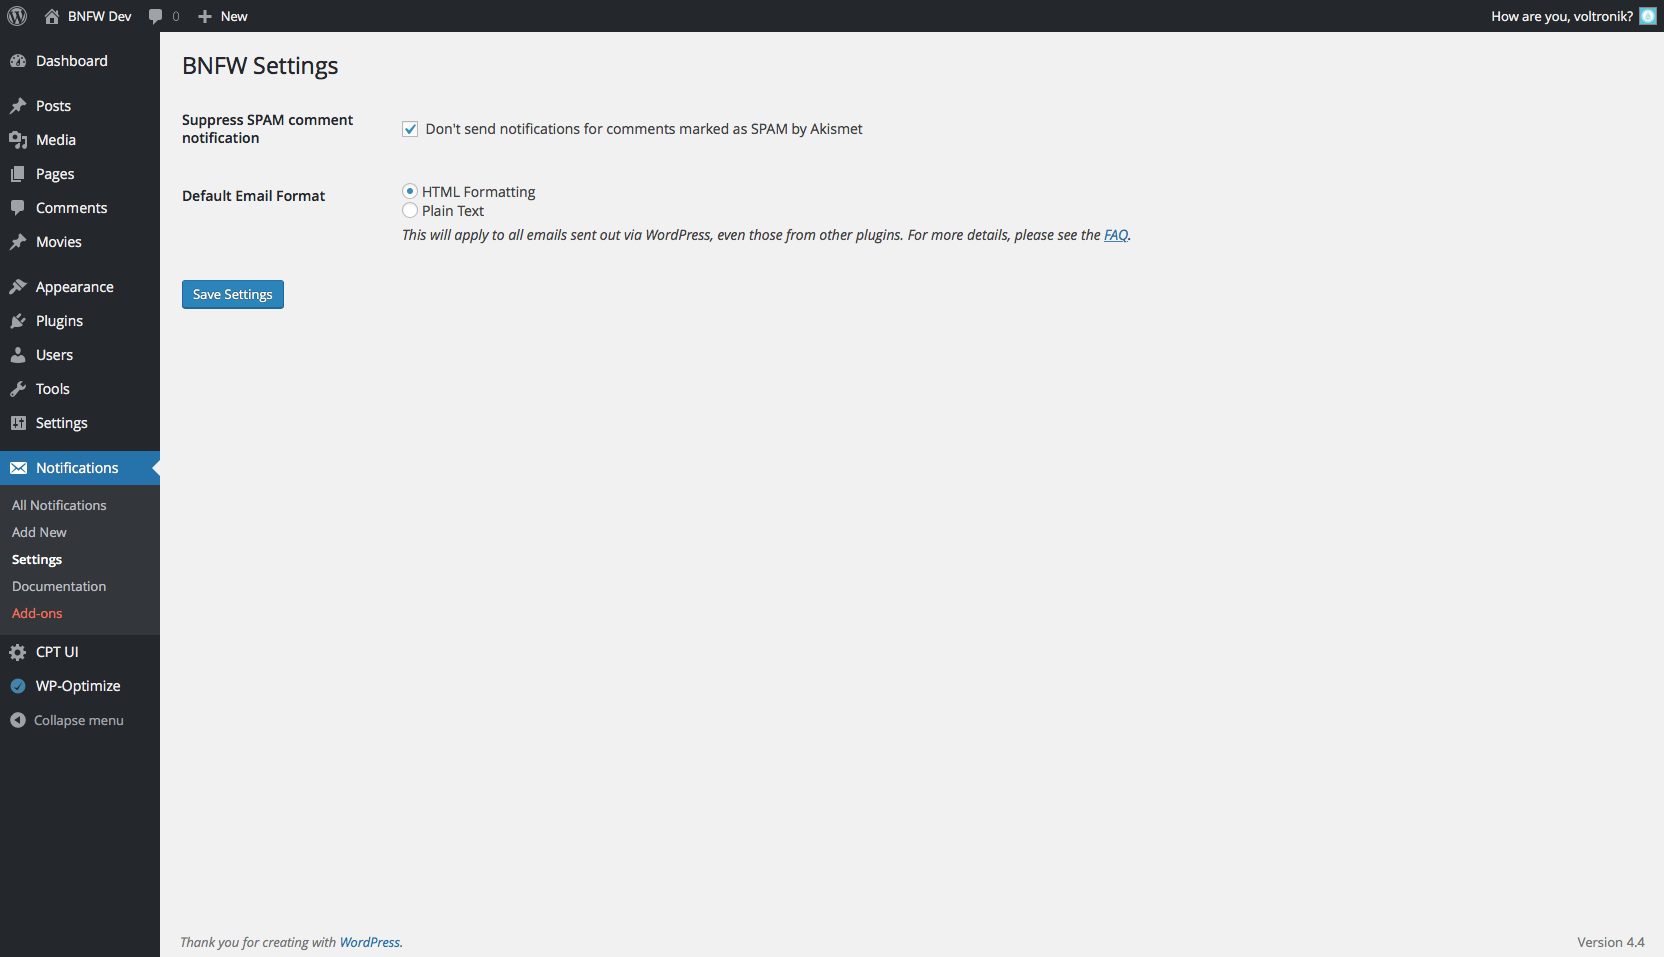 BNFW Dev 0 New How are you, voltronik?
Dashboard
Posts
Media
Pages
Comments
Movies
Appearance
Plugins
Users
Tools
Settings
Notifications
All Notifications
Add New
Settings
Documentation
Add-ons
CPT UI
WP-Optimize
Collapse menu
BNFW Settings
Suppress SPAM comment
notification
Don't send notifications for comments marked as SPAM by Akismet
Default Email Format
HTML Formatting
Plain Text
This will apply to all emails sent out via WordPress, even those from other plugins. For more details, please see the FAQ.
Save Settings
Thank you for creating with WordPress.
Version 4.4